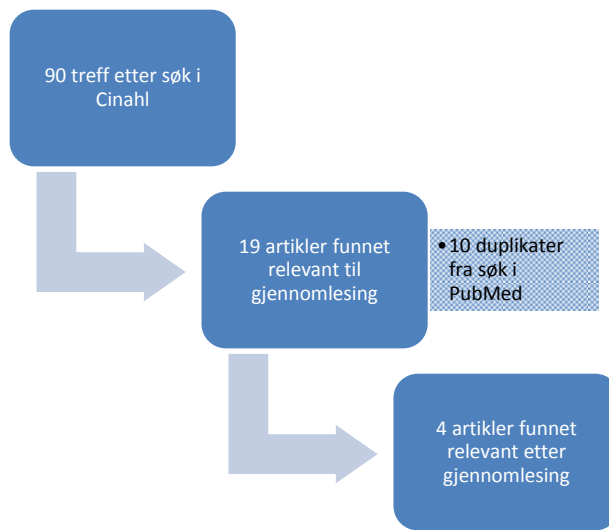 90 treff etter søk i
Cinahl
19 artikler funnet
relevant til
gjennomlesing
•10 duplikater
fra søk i
PubMed
4 artikler funnet
relevant etter
gjennomlesing